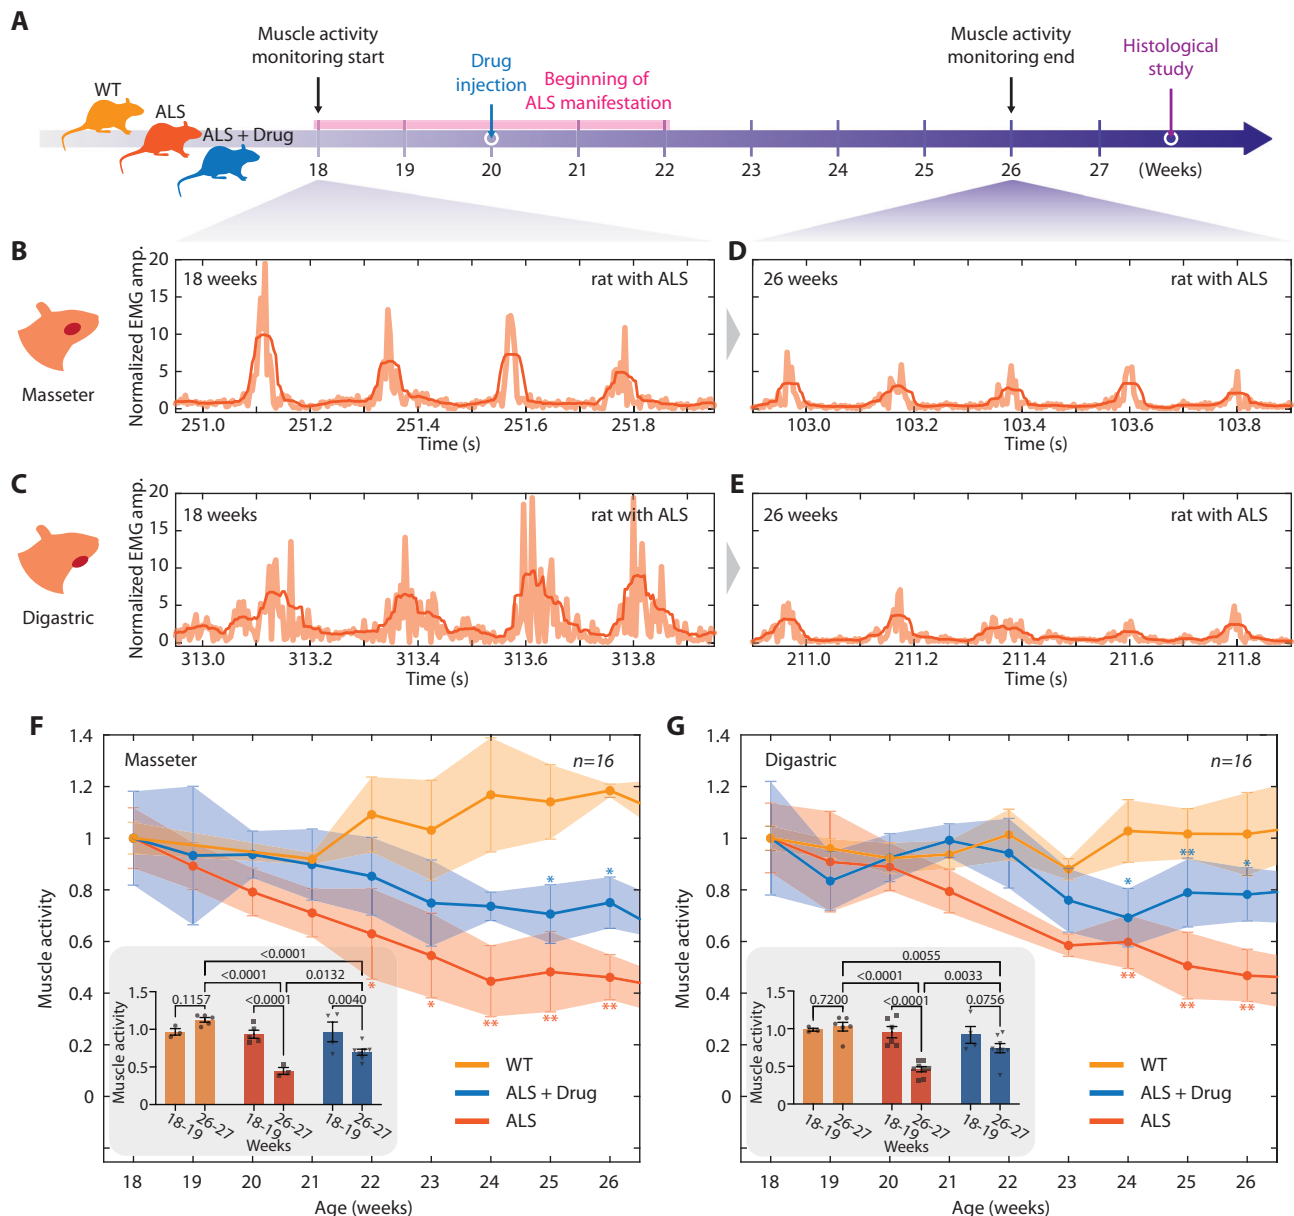 A
Muscle activity
monitoring start
Drug
injection
Beginning of
ALS manifestation
Muscle activity
monitoring end
Histological
study
WT
ALS
ALS + Drug
18 19 20 21 22 23 24 25 26 27 (Weeks)
B
Masseter
Normalized EMG amp.
18 weeks
rat with ALS
20
15
10
5
0
251.0 251.2 251.4 251.6 251.8
Time (s)
D
26 weeks
rat with ALS
103.0 103.2 103.4 103.6 103.8
Time (s)
C
Digastric
Normalized EMG amp.
18 weeks
rat with ALS
20
15
10
5
0
313.0 313.2 313.4 313.6 313.8
Time (s)
E
26 weeks
rat with ALS
211.0 211.2 211.4 211.6 211.8
Time (s)
F
Masseter
n=16
Muscle activity
1.4
1.2
1
0.8
0.6
0.4
0.2
0
* *
* * ** ** **
<0.0001
<0.0001 0.0132
0.1157 <0.0001 0.0040
Muscle activity
1.5
1.0
0.5
0
18-19 26-27 18-19 26-27 18-19 26-27
Weeks
WT
ALS + Drug
ALS
18 19 20 21 22 23 24 25 26
Age (weeks)
G
Digastric
n=16
Muscle activity
1.4
1.2
1
0.8
0.6
0.4
0.2
0
* ** *
** ** **
0.0055
<0.0001 0.0033
0.7200 <0.0001 0.0756
Muscle activity
1.5
1.0
0.5
0
18-19 26-27 18-19 26-27 18-19 26-27
Weeks
WT
ALS + Drug
ALS
18 19 20 21 22 23 24 25 26
Age (weeks)